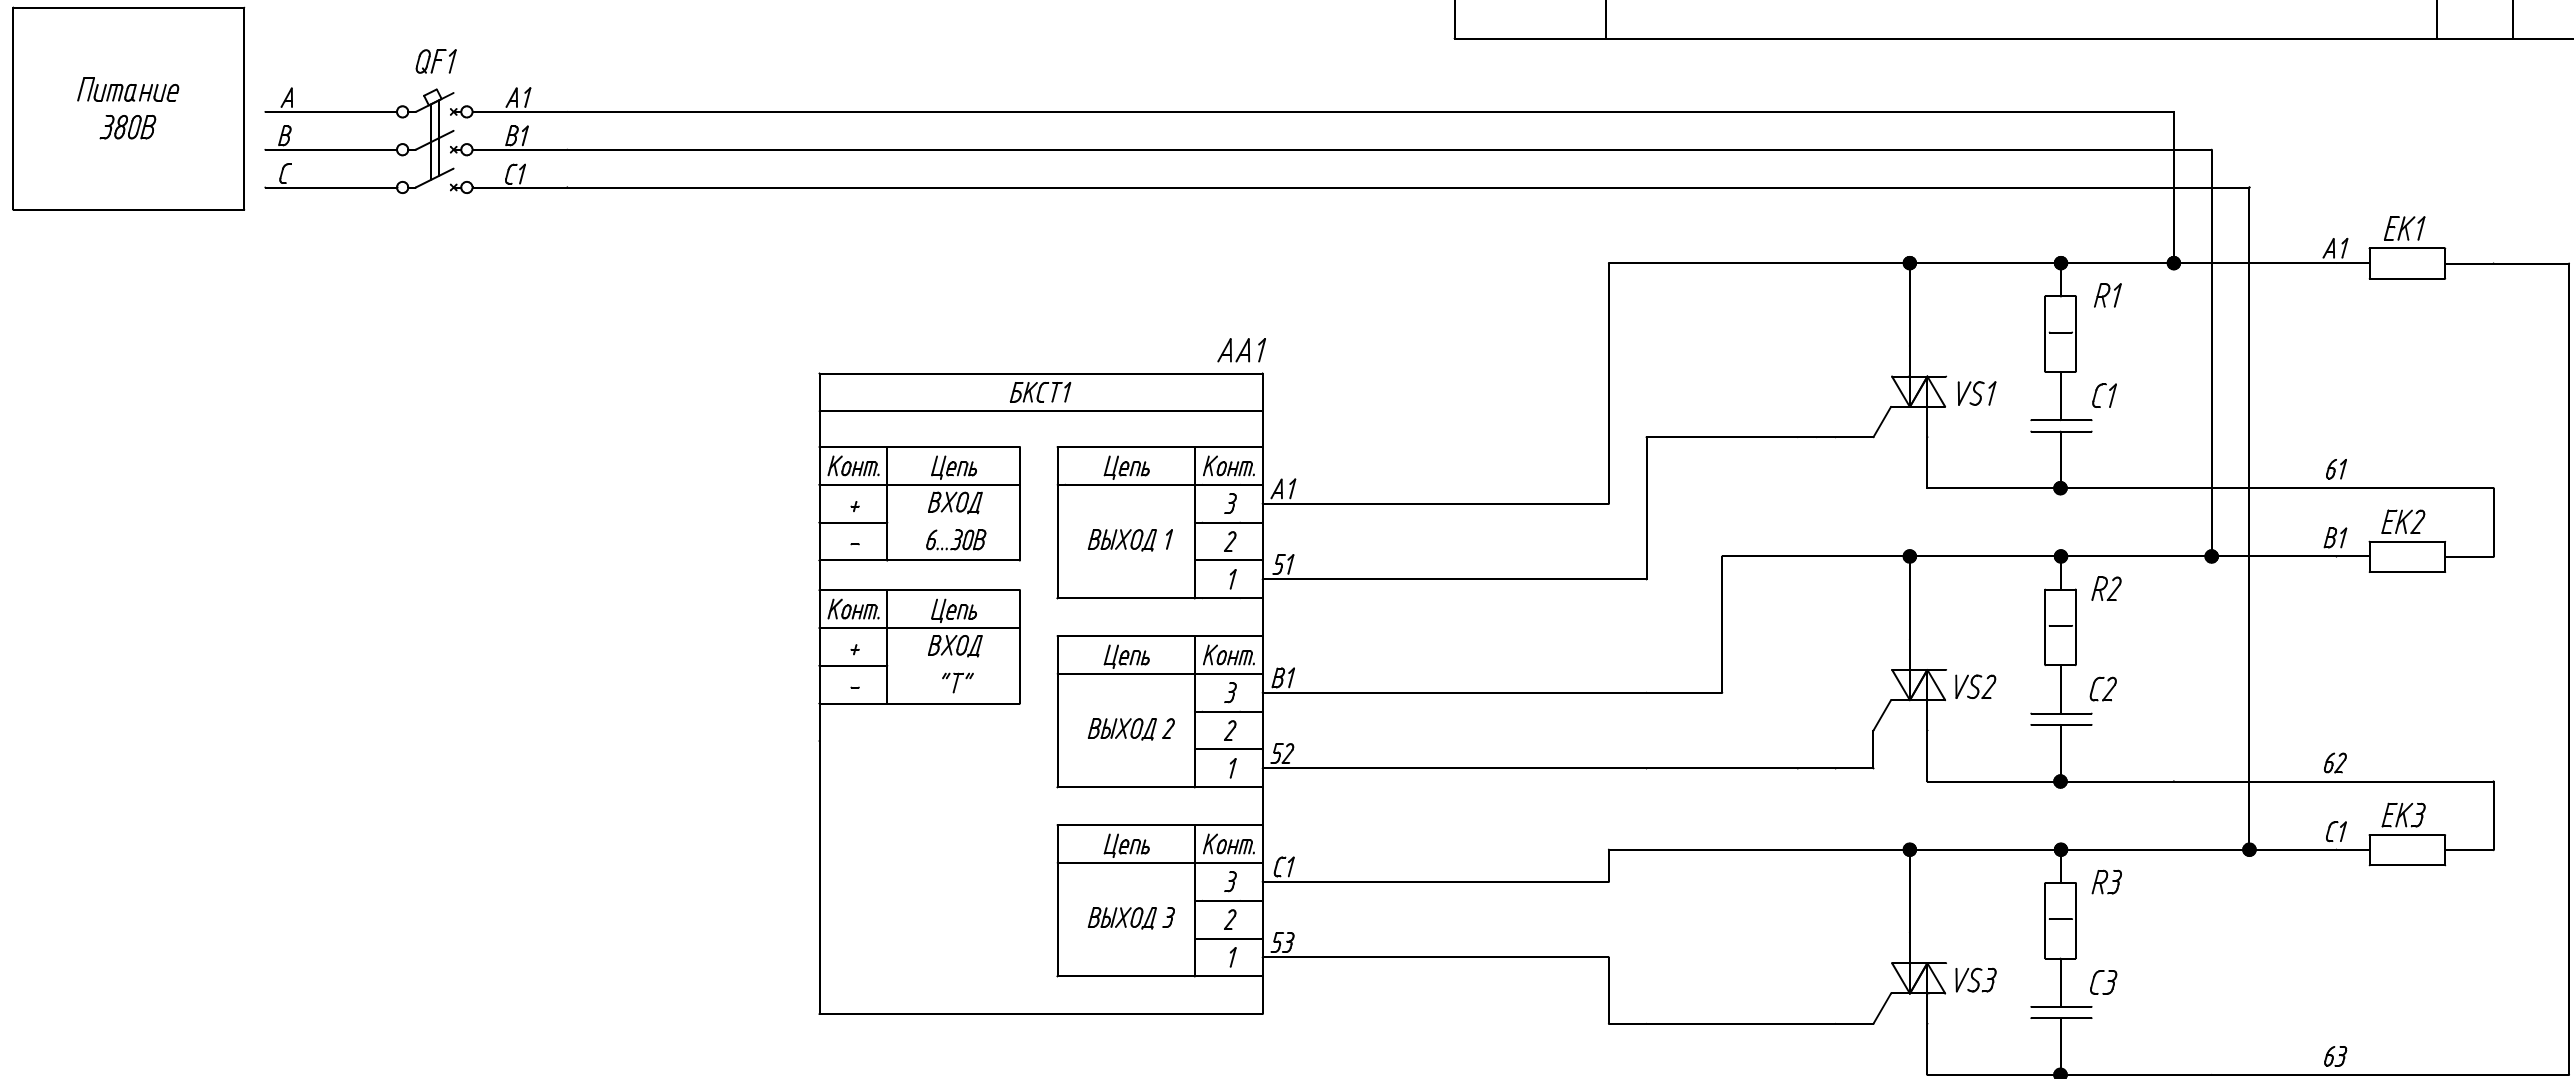 Питание
380В
QF1
A
A1
B
B1
C
C1
A1
EK1
R1
VS1
C1
61
B1
EK2
R2
VS2
C2
62
C1
EK3
R3
VS3
C3
63
AA1
БКСТ1
Конт. Цепь
+ ВХОД
- 6...30В
Конт. Цепь
+ ВХОД
- "Т"
Цепь Конт.
ВЫХОД 1
3 A1
2
1 51
Цепь Конт.
ВЫХОД 2
3 B1
2
1 52
Цепь Конт.
ВЫХОД 3
3 C1
2
1 53